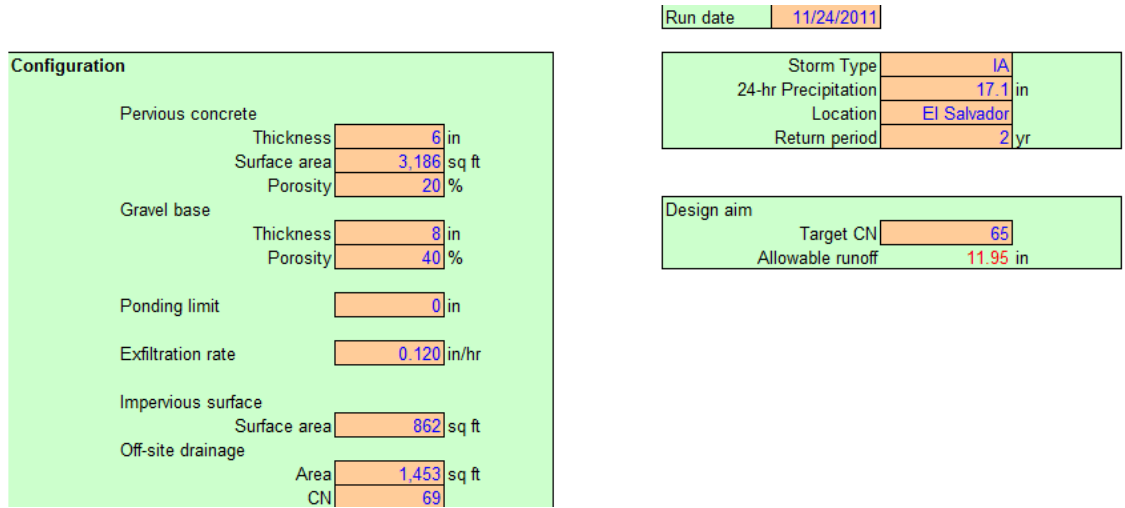 Run date 11/24/2011
Configuration
Pervious concrete
Thickness 6 in
Surface area 3,186 sq ft
Porosity 20 %
Gravel base
Thickness 8 in
Porosity 40 %
Ponding limit 0 in
Exfiltration rate 0.120 in/hr
Impervious surface
Surface area 862 sq ft
Off-site drainage
Area 1,453 sq ft
CN 69
Storm Type IA
24-hr Precipitation 17.1 in
Location El Salvador
Return period 2 yr
Design aim
Target CN 65
Allowable runoff 11.95 in